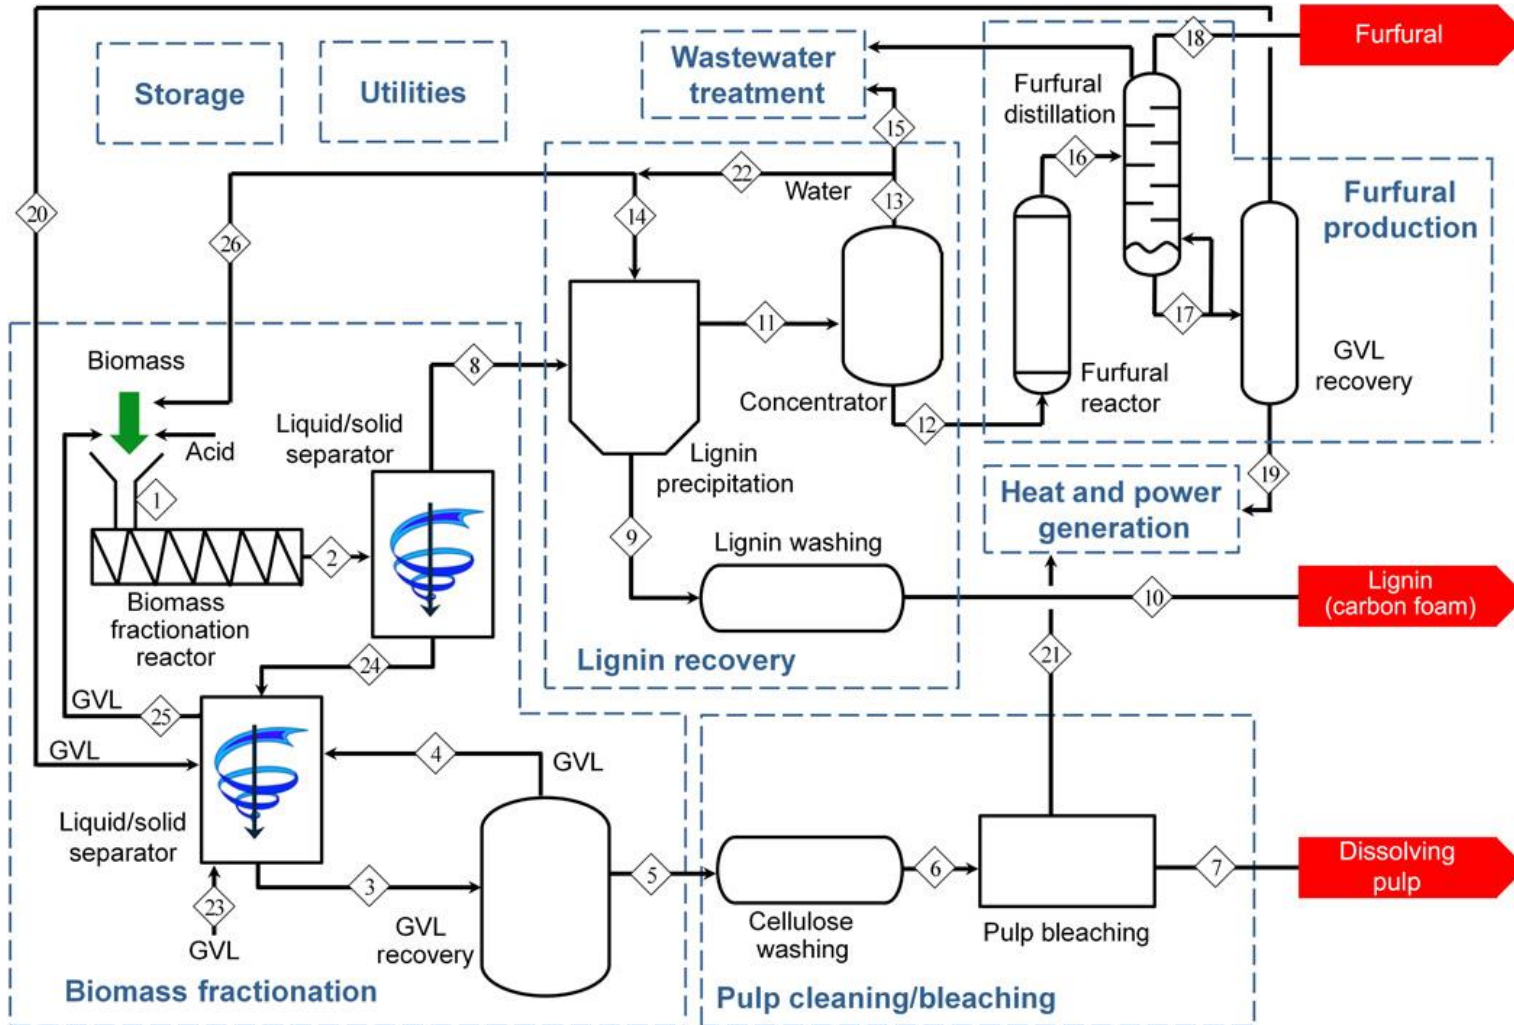 18
Furfural
Storage
Utilities
Wastewater
treatment
Furfural
distillation
15
16
22
Water
13
14
20
26
Furfural
production
11
17
Biomass
8
GVL
recovery
Furfural
reactor
Concentrator
12
Acid
Liquid/solid
separator
Lignin
precipitation
19
Heat and power
generation
1
9
2
Lignin washing
Biomass
fractionation
reactor
10
Lignin
(carbon foam)
24
Lignin recovery
21
GVL
25
GVL
4
GVL
Liquid/solid
separator
3
5
6
7
Dissolving
pulp
23
GVL
GVL
recovery
Cellulose
washing
Pulp bleaching
Biomass fractionation
Pulp cleaning/bleaching